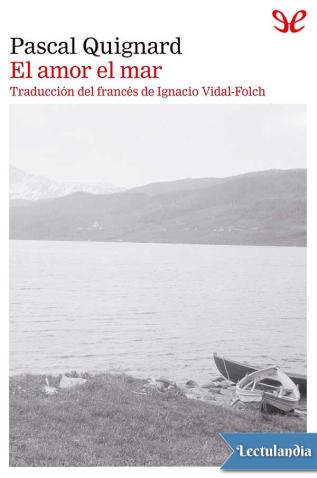 Pascal Quignard
El amor el mar
Traducción del francés de Ignacio Vidal-Folch
Lectulandia